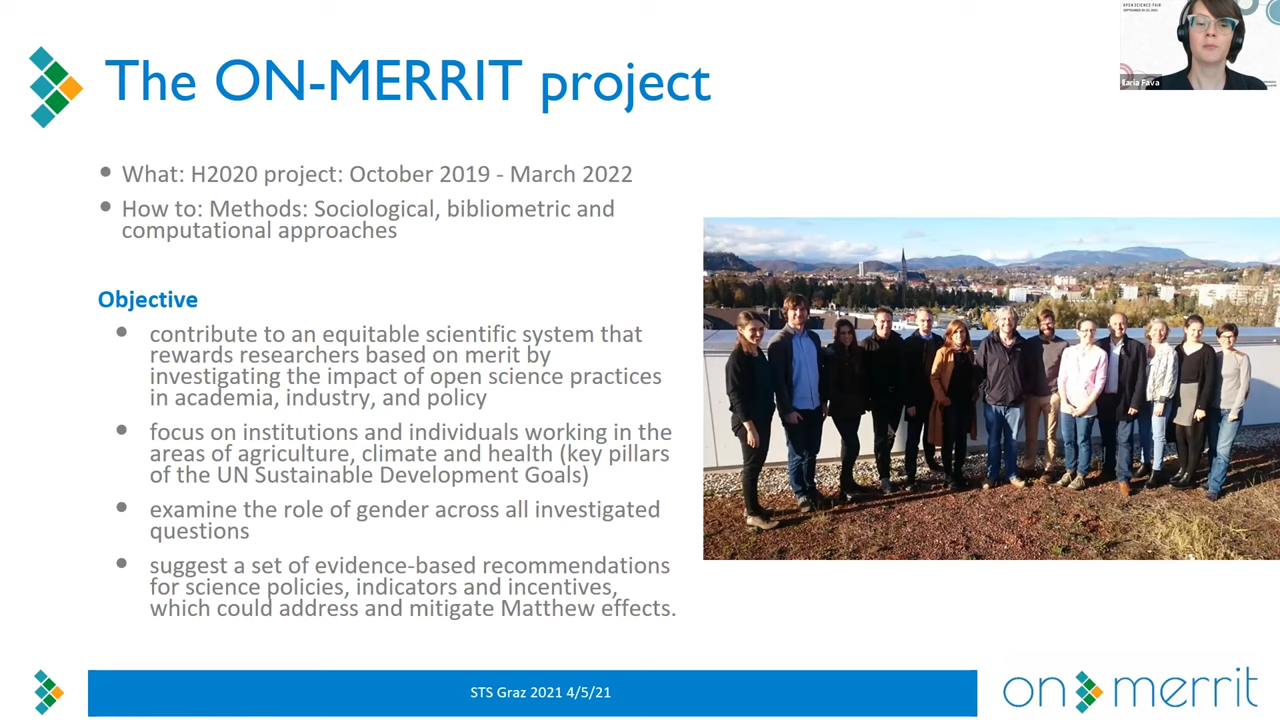 OPEN SCIENCE FAIR
The ON-MERRIT project
Ilaria Fava
What: H2020 project: October 2019 - March 2022
How to: Methods: Sociological, bibliometric and
computational approaches
Objective
contribute to an equitable scientific system that
rewards researchers based on merit by
investigating the impact of open science practices
in academia, industry, and policy
focus on institutions and individuals working in the
areas of agriculture, climate and health (key pillars
of the UN Sustainable Development Goals)
examine the role of gender across all investigated
questions
suggest a set of evidence-based recommendations
for science policies, indicators and incentives,
which could address and mitigate Matthew effects.
STS Graz 2021 4/5/21
on merrit